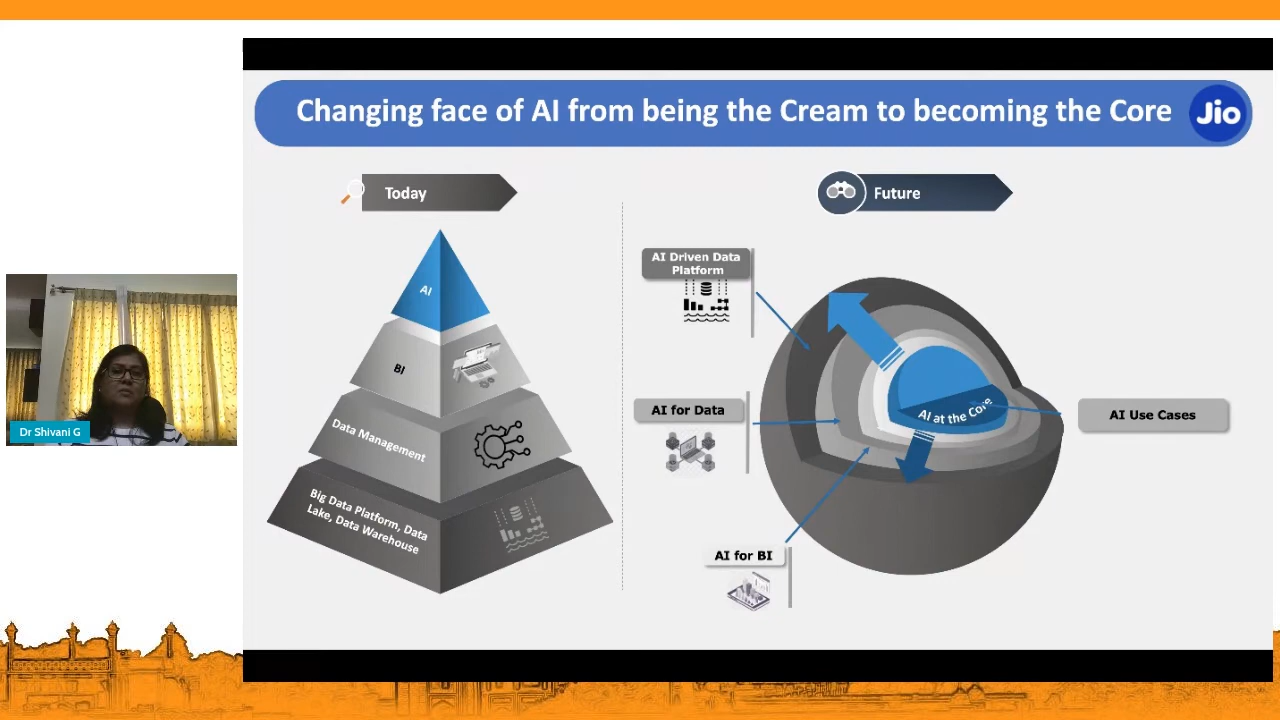 Changing face of AI from being the Cream to becoming the Core
Jio
Today
Future
AI
BI
Data Management
Big Data Platform, Data
Lake, Data Warehouse
AI Driven Data
Platform
AI for Data
AI for BI
AI at the Core
AI Use Cases
Dr Shivani G